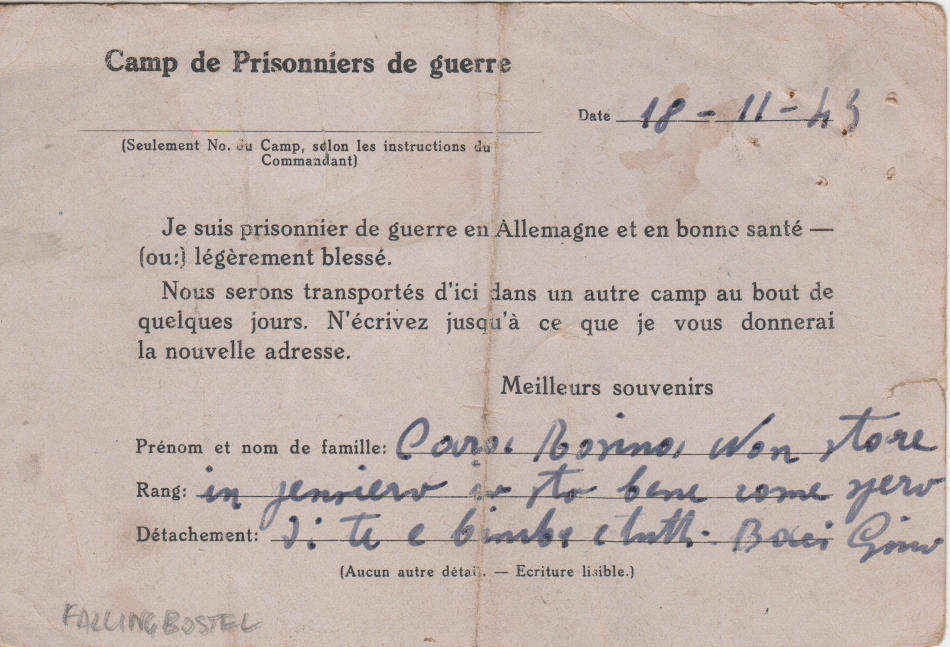 Camp de Prisonniers de guerre
Date 18 - 11 - 43
(Seulement No. du Camp, selon les instructions du
Commandant)
Je suis prisonnier de guerre en Allemagne et en bonne santé —
(ou:) légèrement blessé.
Nous serons transportés d'ici dans un autre camp au bout de
quelques jours. N'écrivez jusqu'à ce que je vous donnerai
la nouvelle adresse.
Meilleurs souvenirs
Prénom et nom de famille: Cara Rosina Non stare
Rang: in pensiero io sto bene come spero
Détachement: di te e bimba e tutti. Baci Gino
(Aucun autre détail. — Ecriture lisible.)
FALLINGBOSTEL